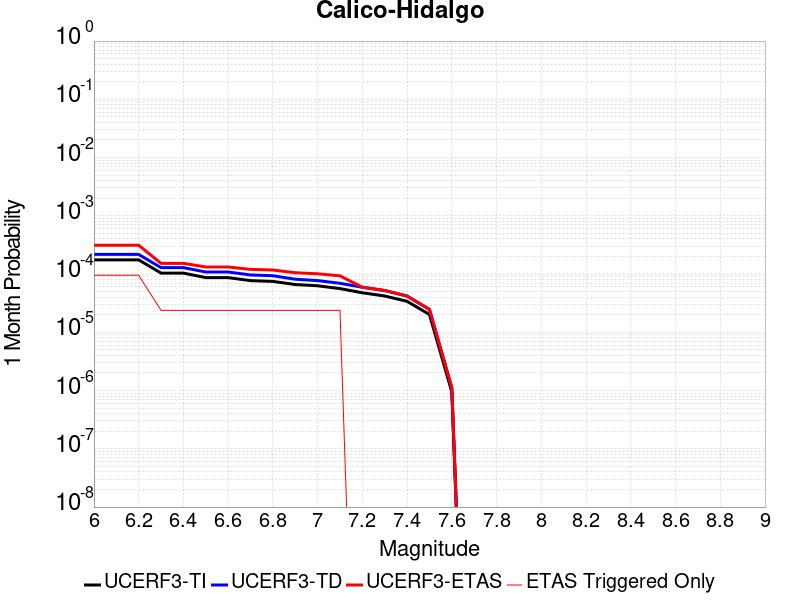 Calico-Hidalgo
10^0
10^-1
10^-2
10^-3
10^-4
10^-5
10^-6
10^-7
10^-8
1 Month Probability
6 6.2 6.4 6.6 6.8 7 7.2 7.4 7.6 7.8 8 8.2 8.4 8.6 8.8 9
Magnitude
UCERF3-TI UCERF3-TD UCERF3-ETAS ETAS Triggered Only